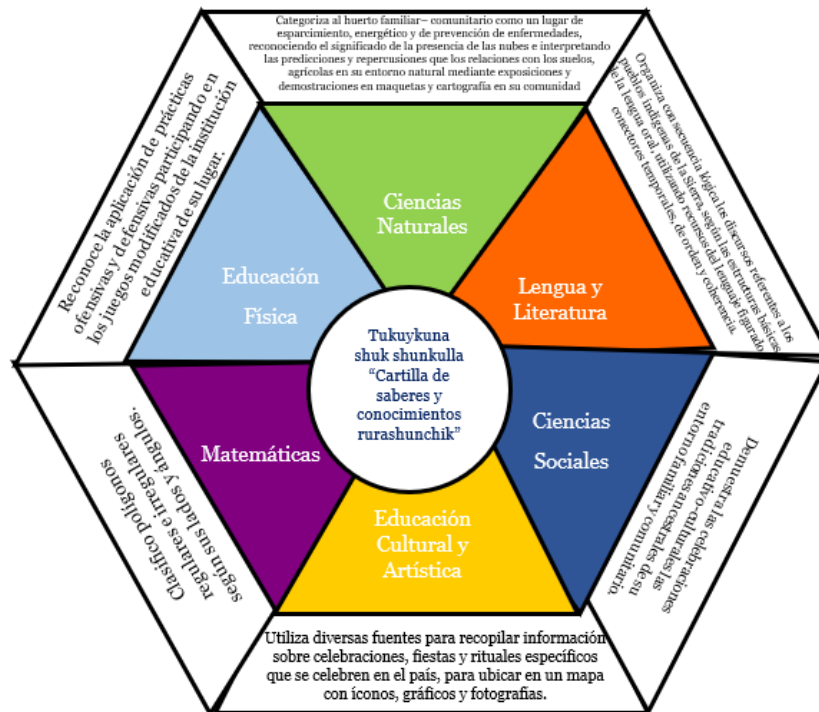 Categoriza al huerto familiar– comunitario como un lugar de
esparcimiento, energético y de prevención de enfermedades,
reconociendo el significado de la presencia de las nubes e interpretando
las predicciones y repercusiones que los relaciones con los suelos,
agrícolas en su entorno natural mediante exposiciones y
demostraciones en maquetas y cartografía en su comunidad
Reconoce la aplicación de prácticas
ofensivas y defensivas participando en
los juegos modificados de la institución
educativa de su lugar.
Organiza con secuencia lógica los discursos referentes a los
pueblos indígenas de la Sierra, según las estructuras básicas
de la lengua oral, utilizando recursos del lenguaje figurado
conectores temporales, de orden y coherencia.
Ciencias
Naturales
Educación
Física
Lengua y
Literatura
Tukuykuna
shuk shunkulla
“Cartilla de
saberes y
conocimientos
rurashunchik”
Matemáticas
Ciencias
Sociales
Educación
Cultural y
Artística
Clasifico polígonos
regulares e irregulares
según sus lados y ángulos.
Demuestra las celebraciones
educativo-culturales las
tradiciones ancestrales de su
entorno familiar y comunitario.
Utiliza diversas fuentes para recopilar información
sobre celebraciones, fiestas y rituales específicos
que se celebren en el país, para ubicar en un mapa
con íconos, gráficos y fotografías.